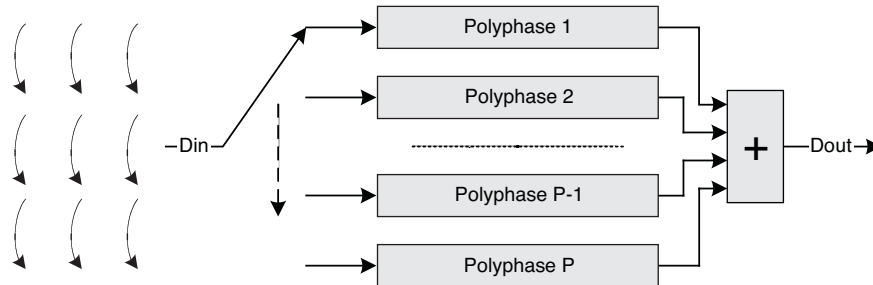 Polyphase 1
Polyphase 2
Din
+
Dout
Polyphase P-1
Polyphase P